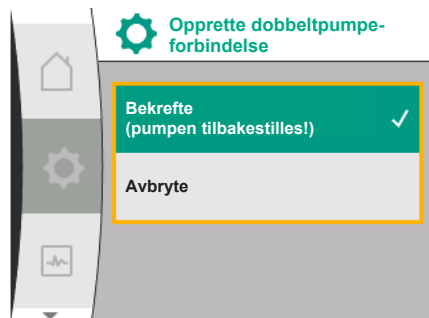 Opprette dobbeltpumpe-
forbindelse
Bekrefte
(pumpen tilbakestilles!)
Avbryte